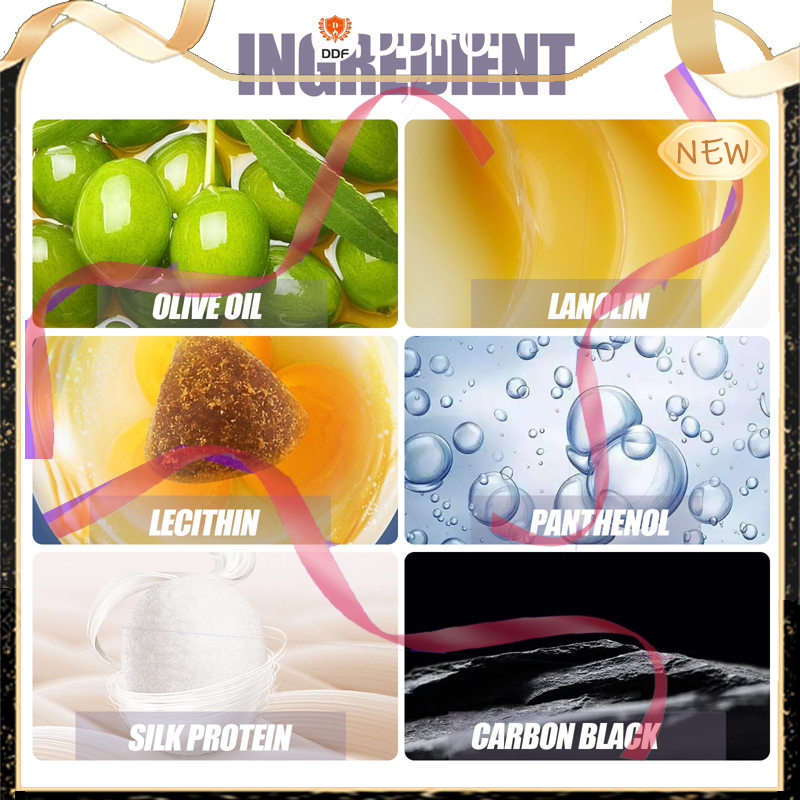 DDF
INGREDIENT
NEW
OLIVE OIL
LANOLIN
LECITHIN
PANTHENOL
SILK PROTEIN
CARBON BLACK